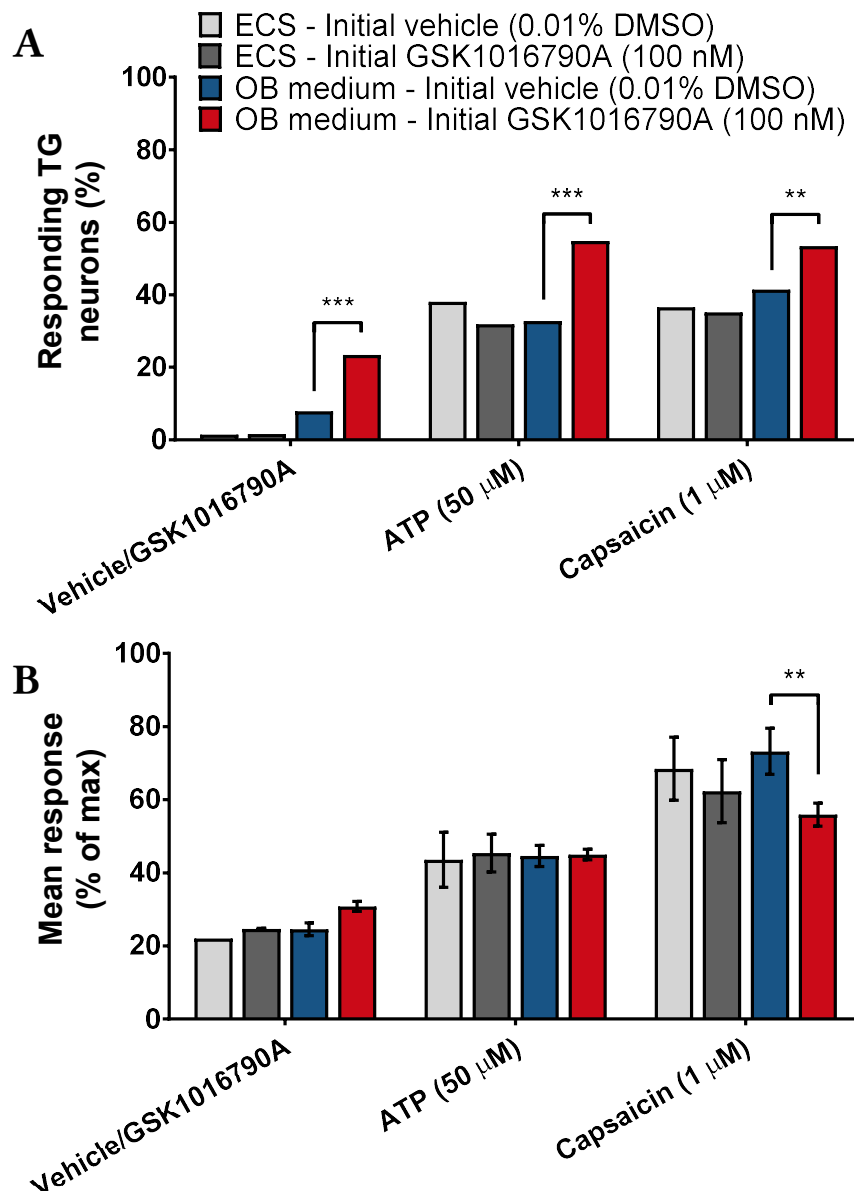 A
ECS - Initial vehicle (0.01% DMSO)
ECS - Initial GSK1016790A (100 nM)
OB medium - Initial vehicle (0.01% DMSO)
OB medium - Initial GSK1016790A (100 nM)
Responding TG
neurons (%)
100
80
60
40
20
0
***
***
**
Vehicle/GSK1016790A
ATP (50 μM)
Capsaicin (1 μM)
B
Mean response
(% of max)
100
80
60
40
20
0
**
Vehicle/GSK1016790A
ATP (50 μM)
Capsaicin (1 μM)